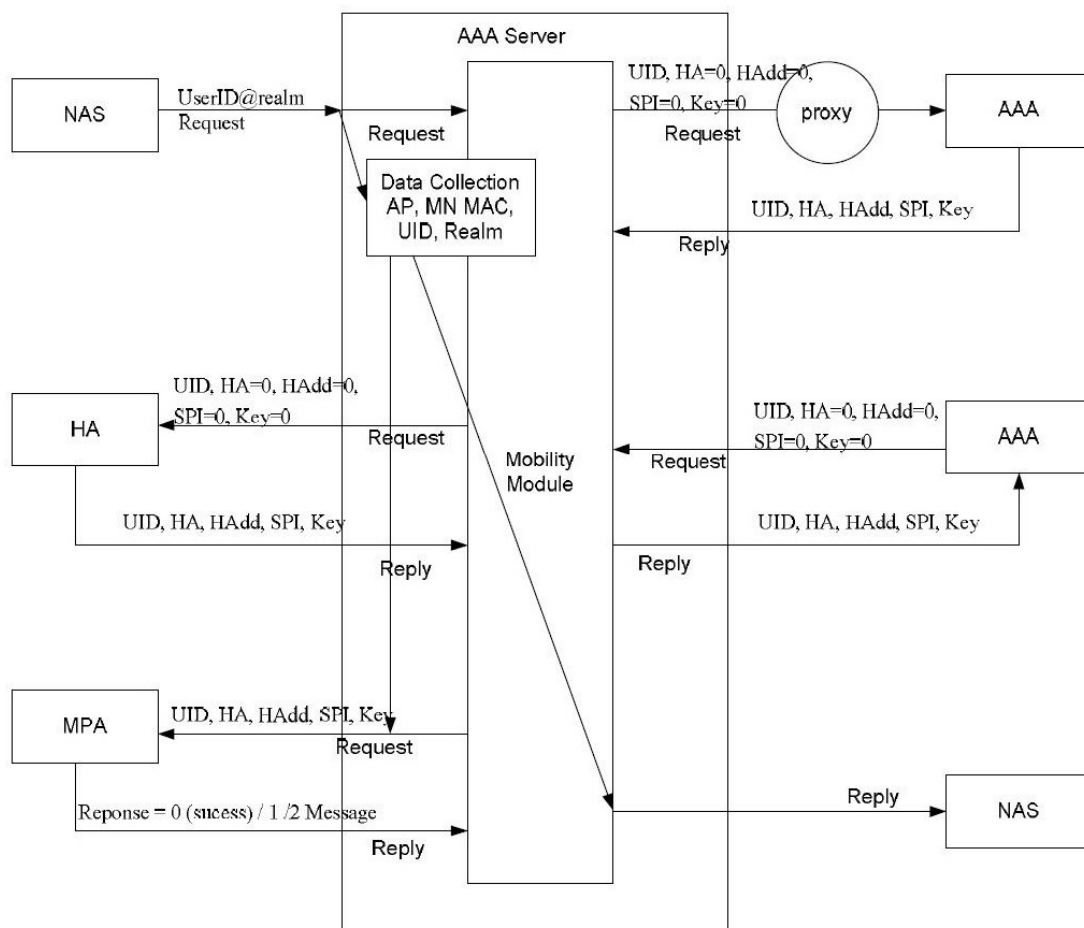 AAA Server
NAS
UserID@realm
Request
Request
UID, HA=0, HAdd=0,
SPI=0, Key=0
Request
proxy
AAA
Data Collection
AP, MN MAC,
UID, Realm
UID, HA, HAdd, SPI, Key
Reply
HA
UID, HA=0, HAdd=0,
SPI=0, Key=0
Request
UID, HA=0, HAdd=0,
SPI=0, Key=0
Request
AAA
Mobility
Module
UID, HA, HAdd, SPI, Key
Reply
UID, HA, HAdd, SPI, Key
Reply
MPA
UID, HA, HAdd, SPI, Key
Request
Reponse = 0 (sucess) / 1 /2 Message
Reply
Reply
NAS